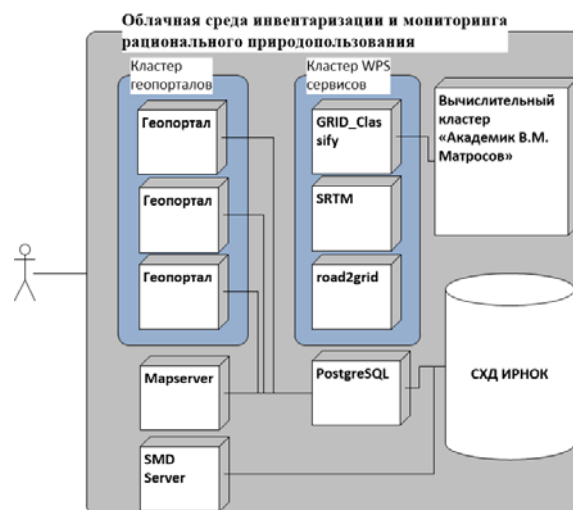 Облачная среда инвентаризации и мониторинга
рационального природопользования
Кластер
геопорталов
Геопортал
Геопортал
Геопортал
Кластер WPS
сервисов
GRID_Clas
sify
SRTM
road2grid
Вычислительный
кластер
«Академик В.М.
Матросов»
Mapserver
PostgreSQL
СХД ИРНОК
SMD
Server